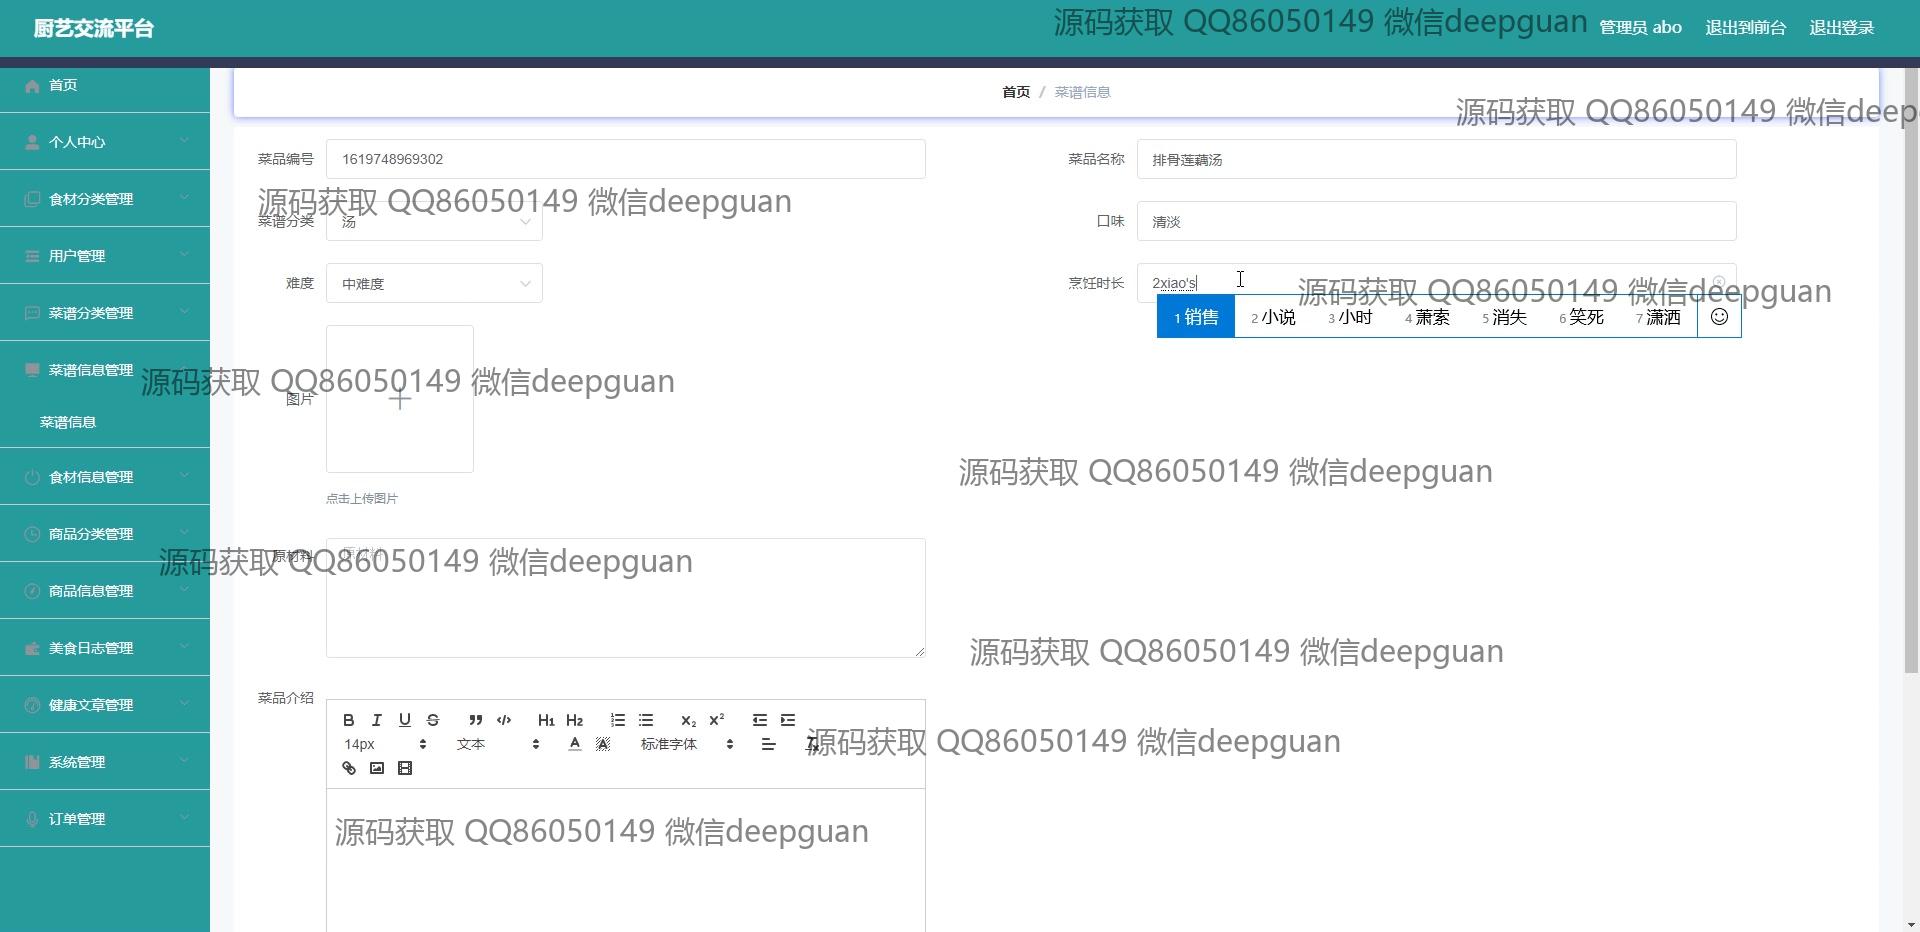 厨艺交流平台
源码获取 QQ86050149 微信deepguan
管理员 abo
退出到前台
退出登录
首页
个人中心
食材分类管理
用户管理
菜谱分类管理
菜谱信息管理
菜谱信息
食材信息管理
商品分类管理
商品信息管理
美食日志管理
健康文章管理
系统管理
订单管理
首页 / 菜谱信息
源码获取 QQ86050149 微信deep
菜品编号 1619748969302
菜品名称 排骨莲藕汤
源码获取 QQ86050149 微信deepguan
菜谱分类 汤
口味 清淡
难度 中难度
烹饪时长 2xiao's
源码获取 QQ86050149 微信deepguan
1 销售 2 小说 3 小时 4 萧索 5 消失 6 笑死 7 潇洒
源码获取 QQ86050149 微信deepguan
图片
源码获取 QQ86050149 微信deepguan
点击上传图片
原材料 原材料
源码获取 QQ86050149 微信deepguan
源码获取 QQ86050149 微信deepguan
菜品介绍
B I U S H1 H2 X2 X2
14px 文本 A A 标准字体 Tx
源码获取 QQ86050149 微信deepguan
源码获取 QQ86050149 微信deepguan